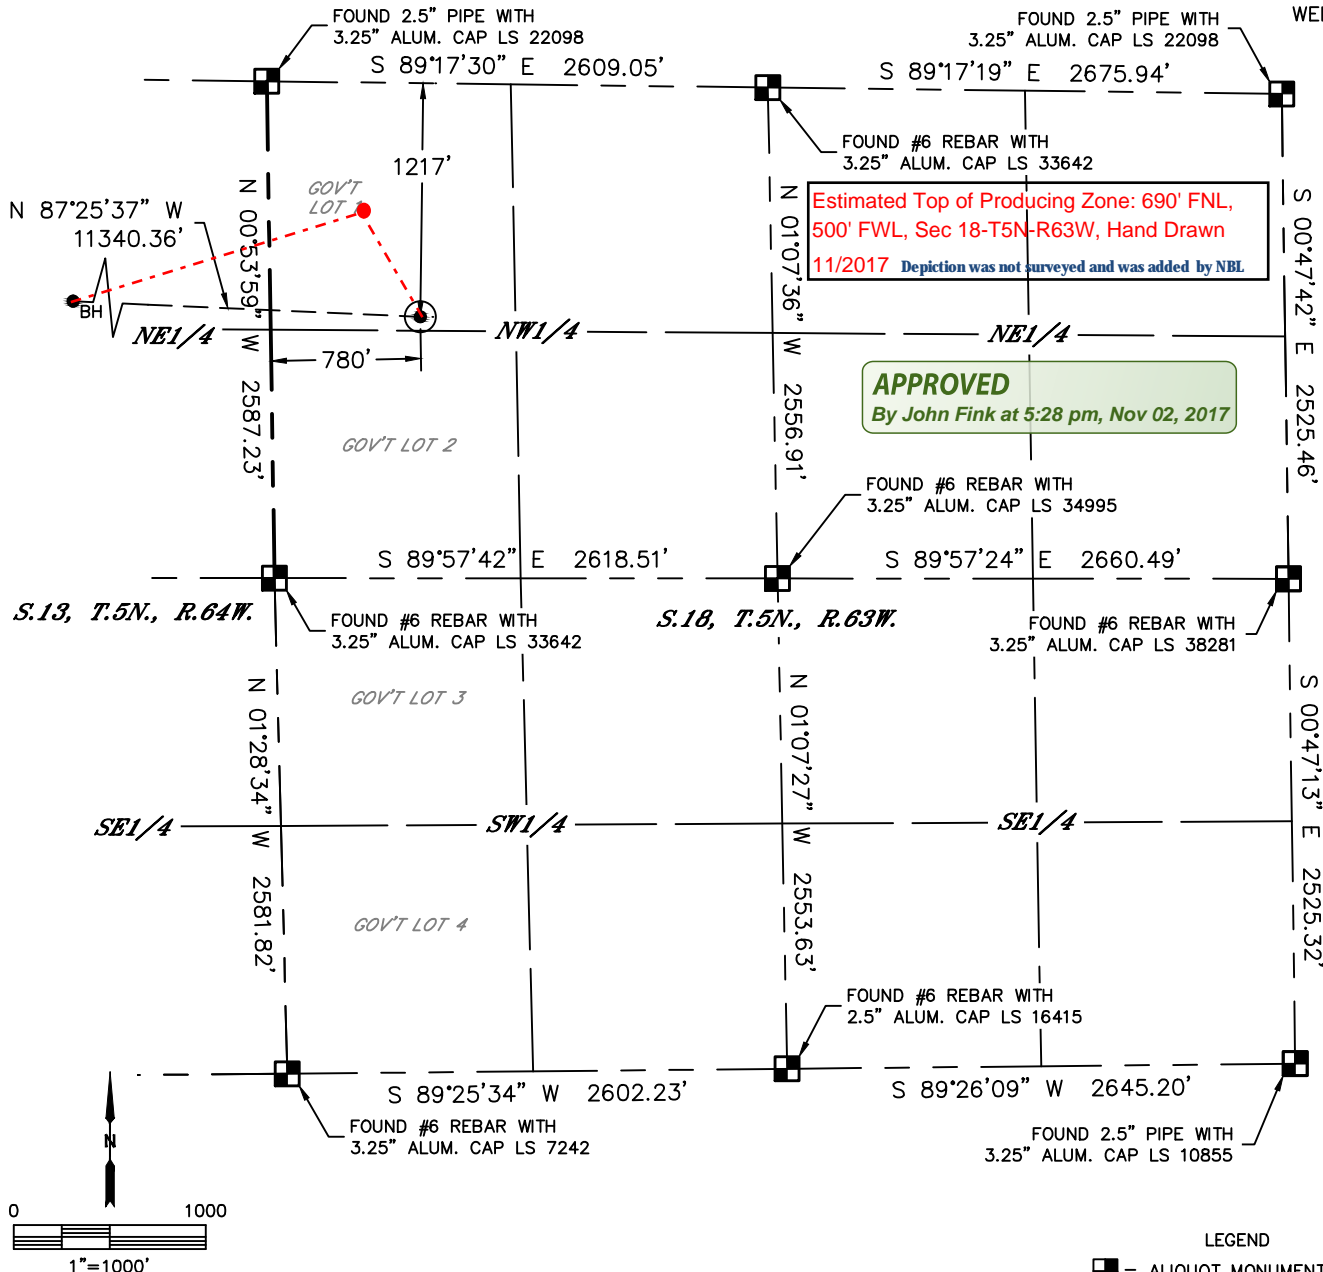 FOUND 2.5" PIPE WITH
3.25" ALUM. CAP LS 22098
FOUND 2.5" PIPE WITH
3.25" ALUM. CAP LS 22098
S 89°17'30" E 2609.05'
S 89°17'19" E 2675.94'
FOUND #6 REBAR WITH
3.25" ALUM. CAP LS 33642
1217'
GOV'T
LOT 1
N 87°25'37" W
11340.36'
BH
N 00°53'59" W 2587.23'
N 01°07'36" W 2556.91'
S 00°47'42" E 2525.46'
Estimated Top of Producing Zone: 690' FNL,
500' FWL, Sec 18-T5N-R63W, Hand Drawn
11/2017 Depiction was not surveyed and was added by NBL
NE1/4
NW1/4
NE1/4
780'
APPROVED
By John Fink at 5:28 pm, Nov 02, 2017
GOV'T LOT 2
FOUND #6 REBAR WITH
3.25" ALUM. CAP LS 34995
S 89°57'42" E 2618.51'
S 89°57'24" E 2660.49'
S.13, T.5N., R.64W.
S.18, T.5N., R.63W.
FOUND #6 REBAR WITH
3.25" ALUM. CAP LS 33642
FOUND #6 REBAR WITH
3.25" ALUM. CAP LS 38281
GOV'T LOT 3
N 01°28'34" W 2581.82'
N 01°07'27" W 2553.63'
S 00°47'13" E 2525.32'
SE1/4
SW1/4
SE1/4
GOV'T LOT 4
FOUND #6 REBAR WITH
2.5" ALUM. CAP LS 16415
S 89°25'34" W 2602.23'
S 89°26'09" W 2645.20'
FOUND #6 REBAR WITH
3.25" ALUM. CAP LS 7242
FOUND 2.5" PIPE WITH
3.25" ALUM. CAP LS 10855
N
0 1000
1"=1000'
LEGEND
= ALIQUOT MONUMENT